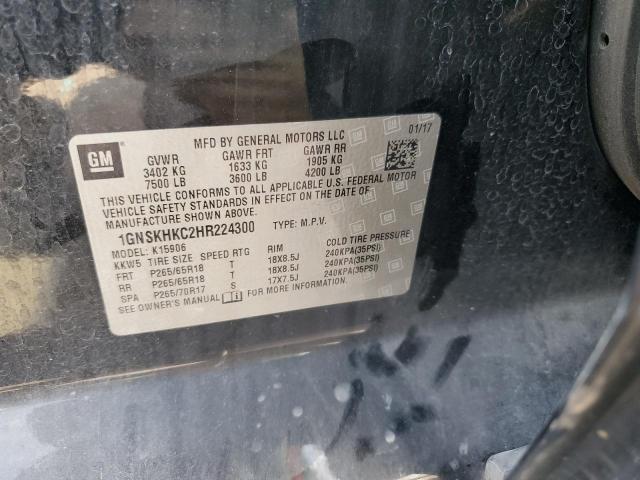 GM
MFD BY GENERAL MOTORS LLC 01/17
GVWR GAWR FRT GAWR RR
3402 KG 1633 KG 1905 KG
7500 LB 3600 LB 4200 LB
THIS VEHICLE CONFORMS TO ALL APPLICABLE U.S. FEDERAL MOTOR
VEHICLE SAFETY STANDARDS IN EFFECT ON THE DATE OF
MANUFACTURE SHOWN ABOVE.
1GNSKHKC2HR224300 TYPE: M.P.V.
MODEL: K15906
KKW5 TIRE SIZE SPEED RTG RIM COLD TIRE PRESSURE
FRT P265/65R18 T 18X8.5J 240KPA(35PSI)
RR P265/65R18 T 18X8.5J 240KPA(35PSI)
SPA P265/70R17 S 17X7.5J 240KPA(35PSI)
SEE OWNER'S MANUAL FOR MORE INFORMATION.